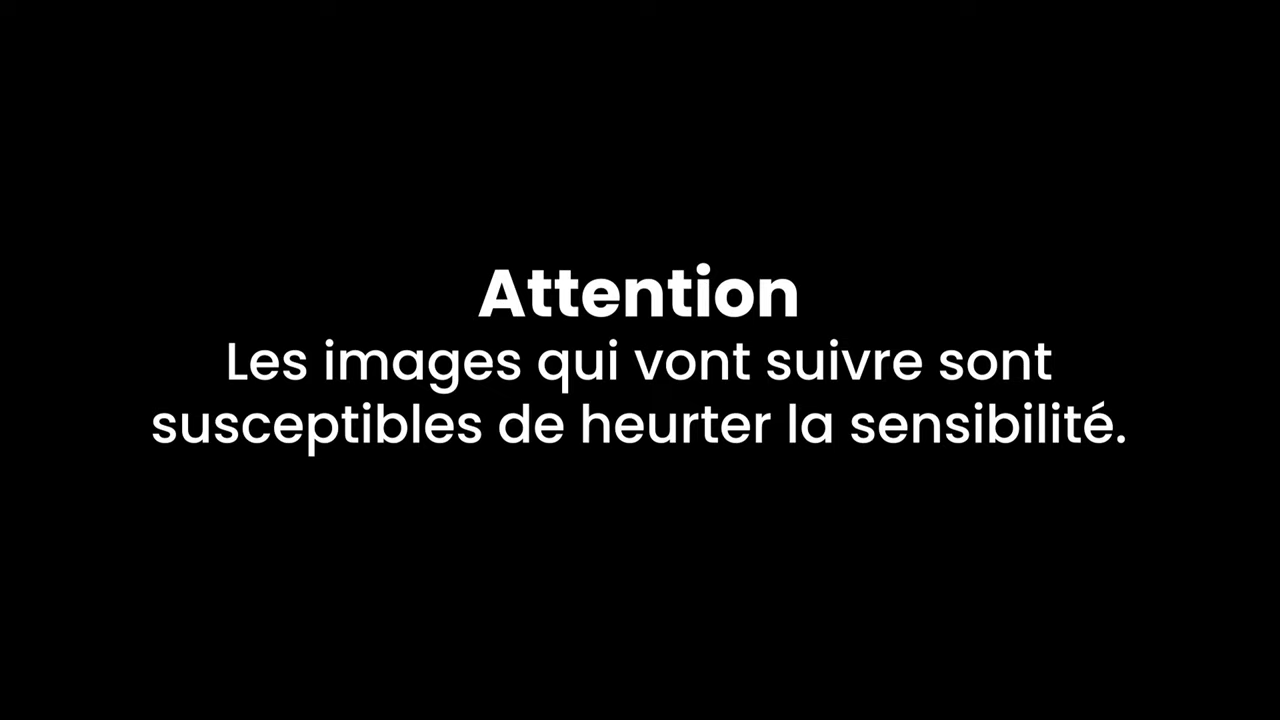 Attention
Les images qui vont suivre sont
susceptibles de heurter la sensibilité.